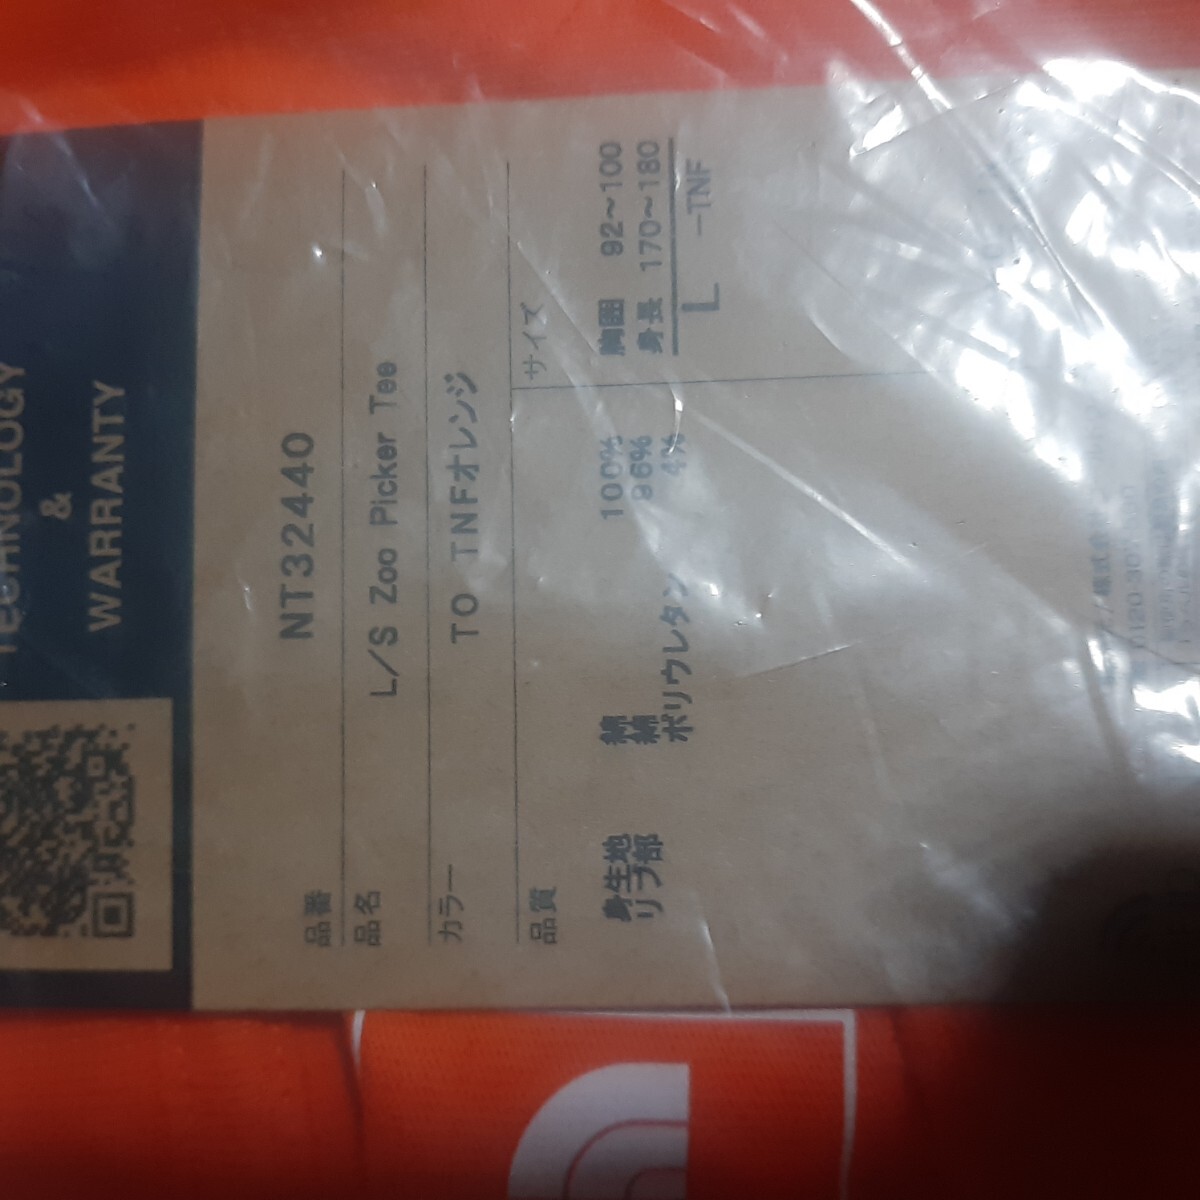 TECHNOLOGY
&
WARRANTY
品番 NT32440
品名 L/S Zoo Picker Tee
カラー TO TNFオレンジ
品質 サイズ
身生地 綿 100%
リブ部 綿 96%
ポリウレタン 4%
胸囲 92~100
身長 170~180
L -TNF